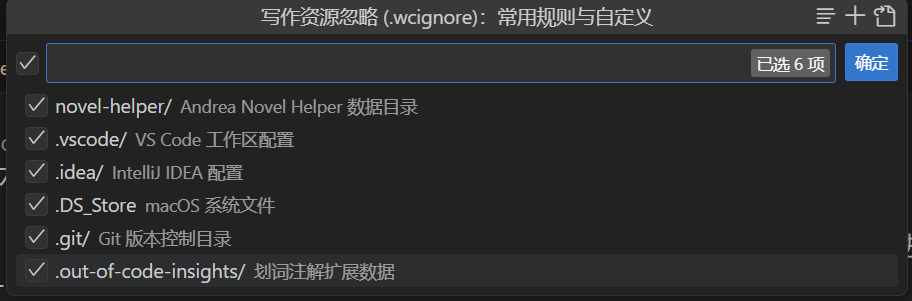 写作资源忽略 (.wcignore)：常用规则与自定义
已选 6 项 确定
novel-helper/ Andrea Novel Helper 数据目录
.vscode/ VS Code 工作区配置
.idea/ IntelliJ IDEA 配置
.DS_Store macOS 系统文件
.git/ Git 版本控制目录
.out-of-code-insights/ 划词注解扩展数据